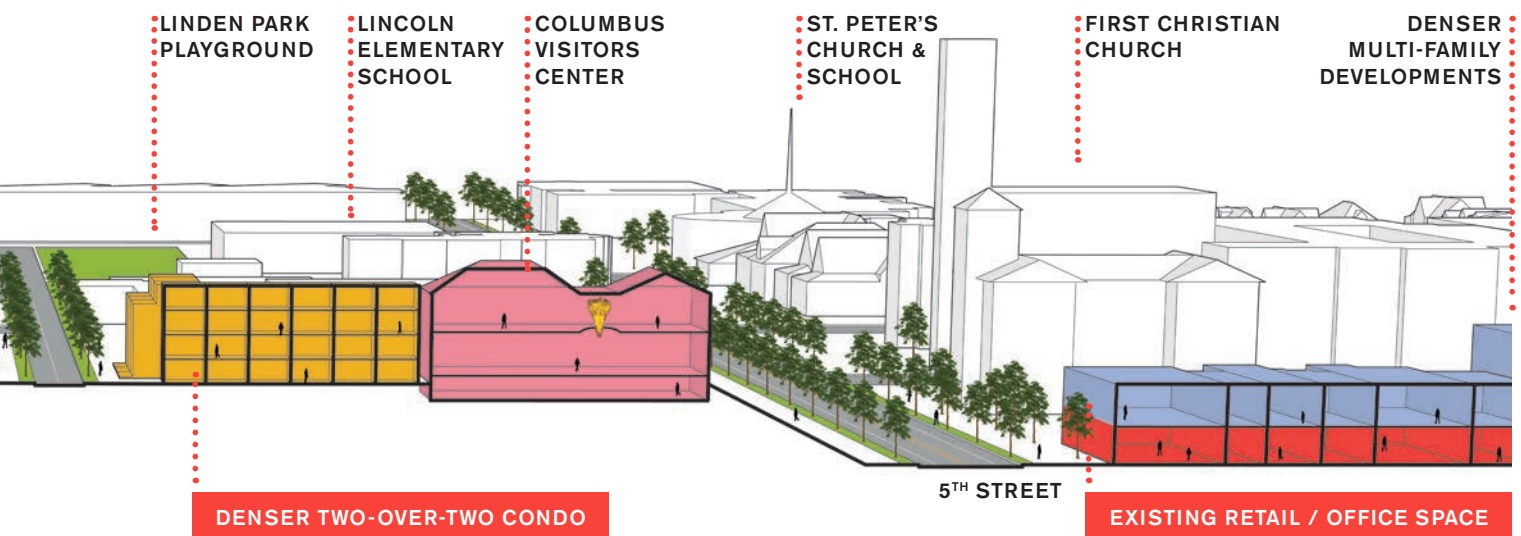 LINDEN PARK
PLAYGROUND
LINCOLN
ELEMENTARY
SCHOOL
COLUMBUS
VISITORS
CENTER
ST. PETER'S
CHURCH &
SCHOOL
FIRST CHRISTIAN
CHURCH
DENSER
MULTI-FAMILY
DEVELOPMENTS
5TH STREET
DENSER TWO-OVER-TWO CONDO
EXISTING RETAIL / OFFICE SPACE